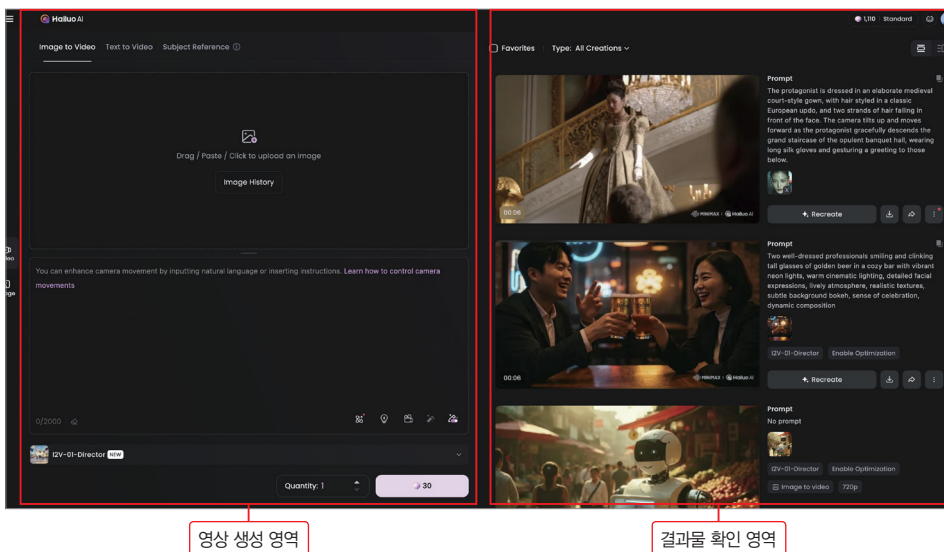 Hailuo AI
Image to Video Text to Video Subject Reference
Drag / Paste / Click to upload an image
Image History
You can enhance camera movement by inputting natural language or inserting instructions. Learn how to control camera
movements
0/2000
I2V-01-Director NEW
Quantity: 1
30
영상 생성 영역
1,110 Standard
Favorites Type: All Creations
00:06
MINIMAX Hailuo AI
Prompt
The protagonist is dressed in an elaborate medieval
court-style gown, with hair styled in a classic
European updo, and two strands of hair falling in
front of the face. The camera tilts up and moves
forward as the protagonist gracefully descends the
grand staircase of the opulent banquet hall, wearing
long silk gloves and gesturing a greeting to those
below.
Recreate
00:06
MINIMAX Hailuo AI
Prompt
Two well-dressed professionals smiling and clinking
tall glasses of golden beer in a cozy bar with vibrant
neon lights, warm cinematic lighting, detailed facial
expressions, lively atmosphere, realistic textures,
subtle background bokeh, sense of celebration,
dynamic composition
I2V-01-Director Enable Optimization
Recreate
Prompt
No prompt
I2V-01-Director Enable Optimization
Image to video 720p
결과물 확인 영역